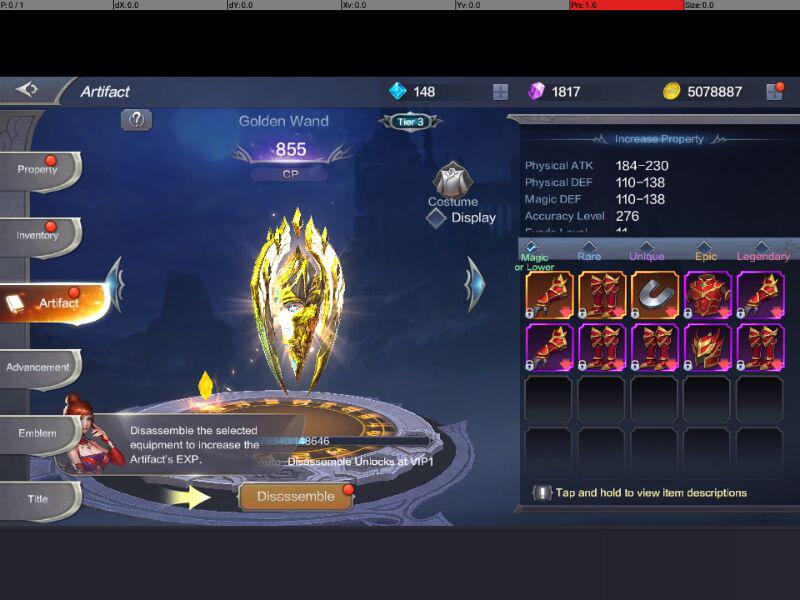 P: 0 / 1 dX: 0.0 dY: 0.0 Xv: 0.0 Yv: 0.0 Prs: 1.0 Size: 0.0
Artifact
148
1817
5078887
Golden Wand
855
CP
Tier 3
Costume
Display
Increase Property
Physical ATK 184-230
Physical DEF 110-138
Magic DEF 110-138
Accuracy Level 276
Magic or Lower
Rare
Unique
Epic
Legendary
Property
Inventory
Artifact
Advancement
Emblem
Title
Disassemble the selected
equipment to increase the
Artifact's EXP.
Disassemble Unlocks at VIP1
Disassemble
Tap and hold to view item descriptions